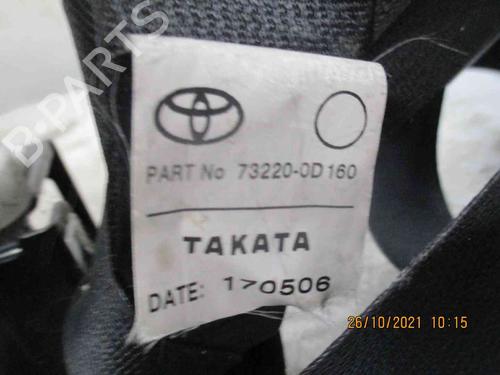 B-PARTS
PART No 73220-0D160
TAKATA
DATE: 1>0506
26/10/2021 10:15